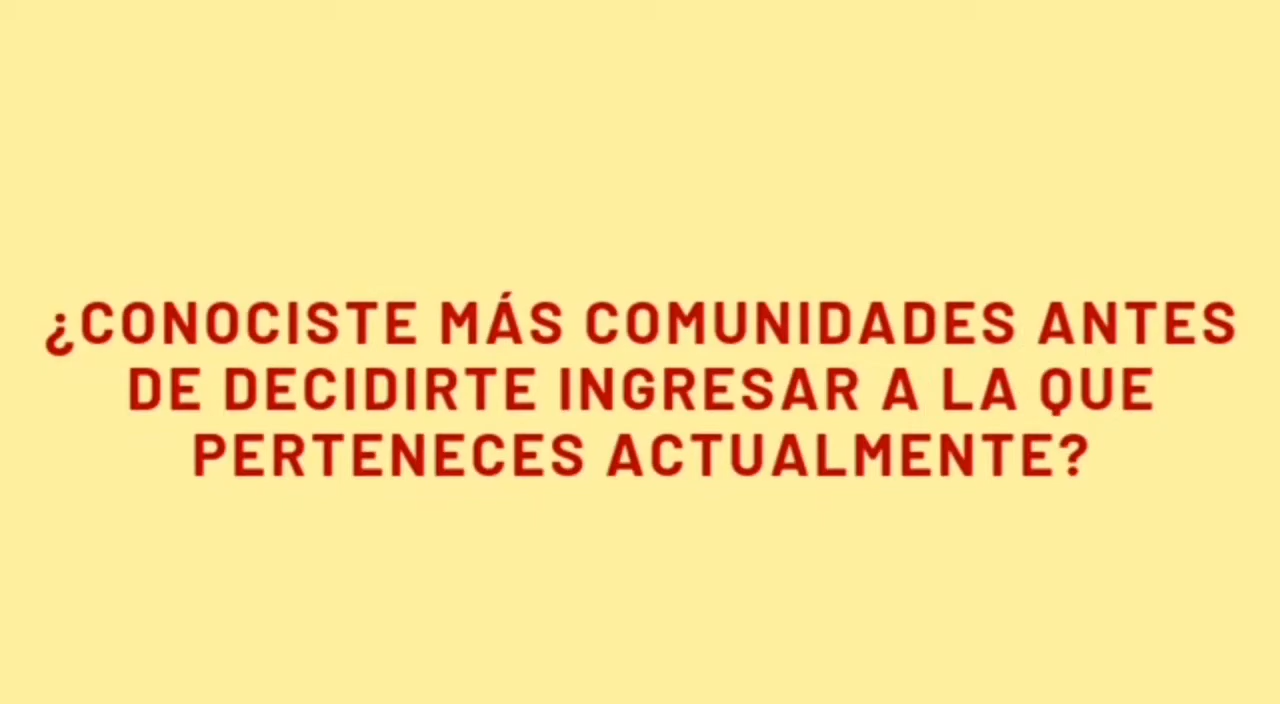 ¿CONOCISTE MÁS COMUNIDADES ANTES
DE DECIDIRTE INGRESAR A LA QUE
PERTENECES ACTUALMENTE?